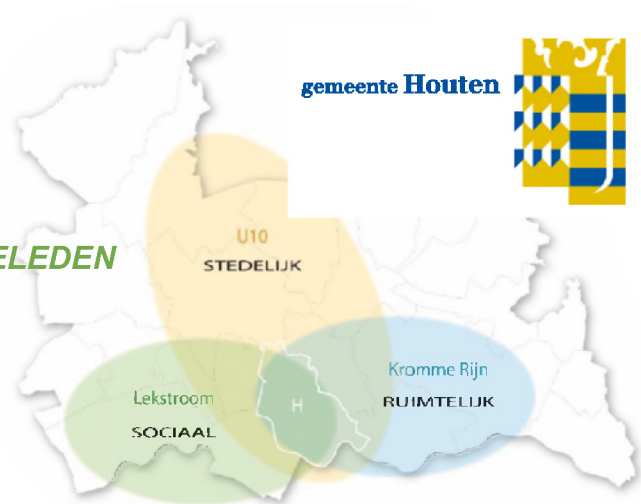 gemeente Houten
U10
STEDELIJK
ELEDEN
Kromme Rijn
RUIMTELIJK
Lekstroom
SOCIAAL
H